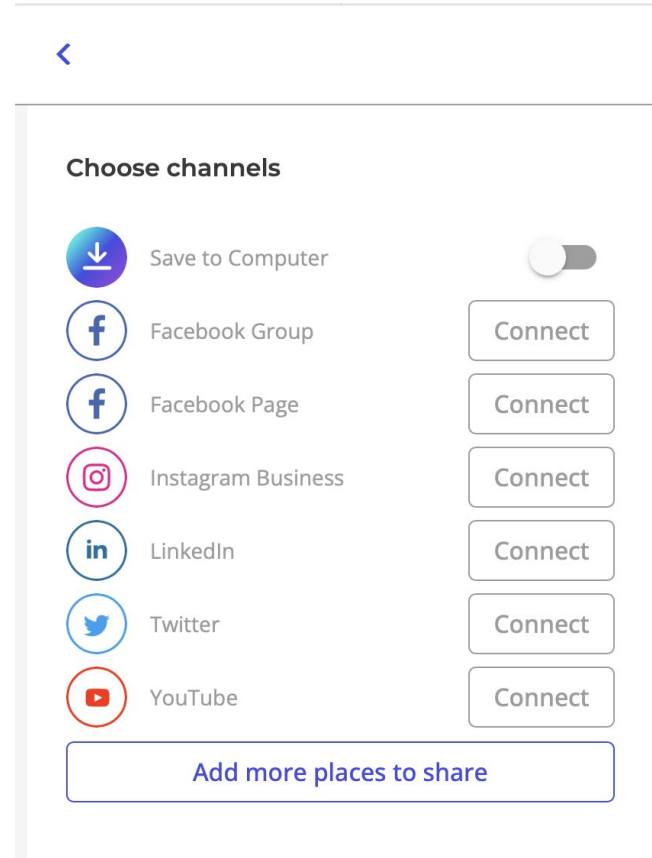 Choose channels
Save to Computer
Facebook Group Connect
Facebook Page Connect
Instagram Business Connect
in LinkedIn Connect
Twitter Connect
YouTube Connect
Add more places to share